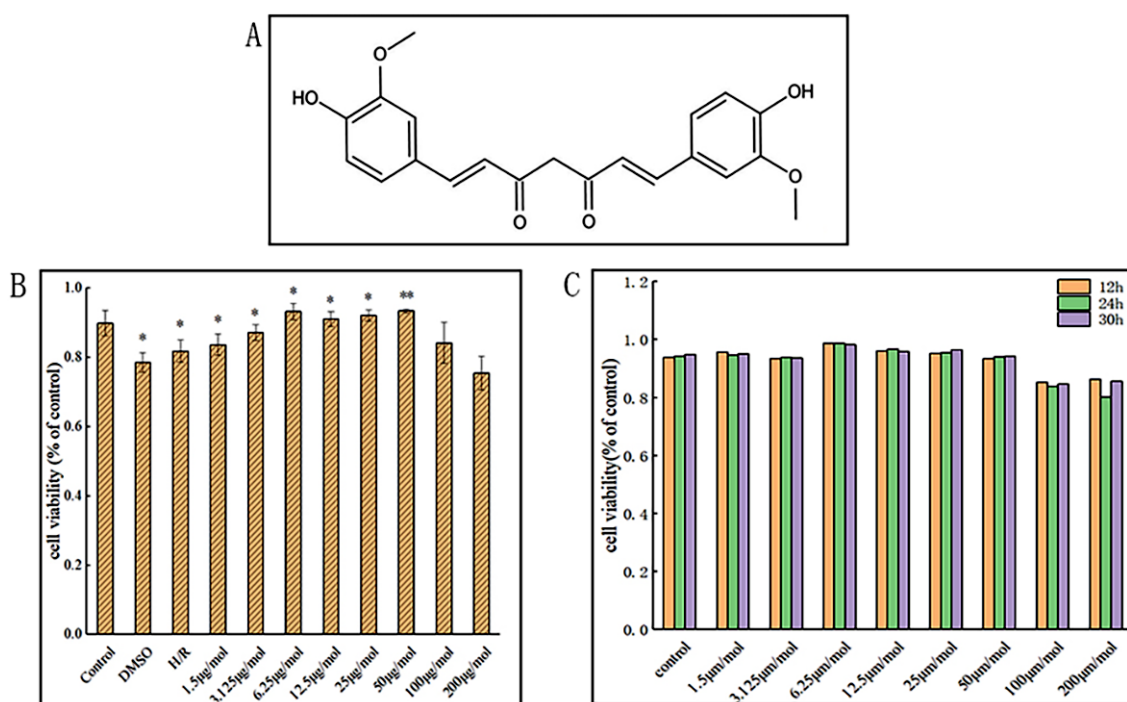 A
O
HO
OH
O
O
O
B
cell viability (% of control)
1.0
0.8
0.6
0.4
0.2
0.0
*
*
*
*
*
*
*
**
Control
DMSO
H/R
1.5μg/mol
3.125μg/mol
6.25μg/mol
12.5μg/mol
25μg/mol
50μg/mol
100μg/mol
200μg/mol
C
cell viability(% of control)
1.2
1.0
0.8
0.6
0.4
0.2
0.0
12h
24h
30h
control
1.5μm/mol
3.125μm/mol
6.25μm/mol
12.5μm/mol
25μm/mol
50μm/mol
100μm/mol
200μm/mol